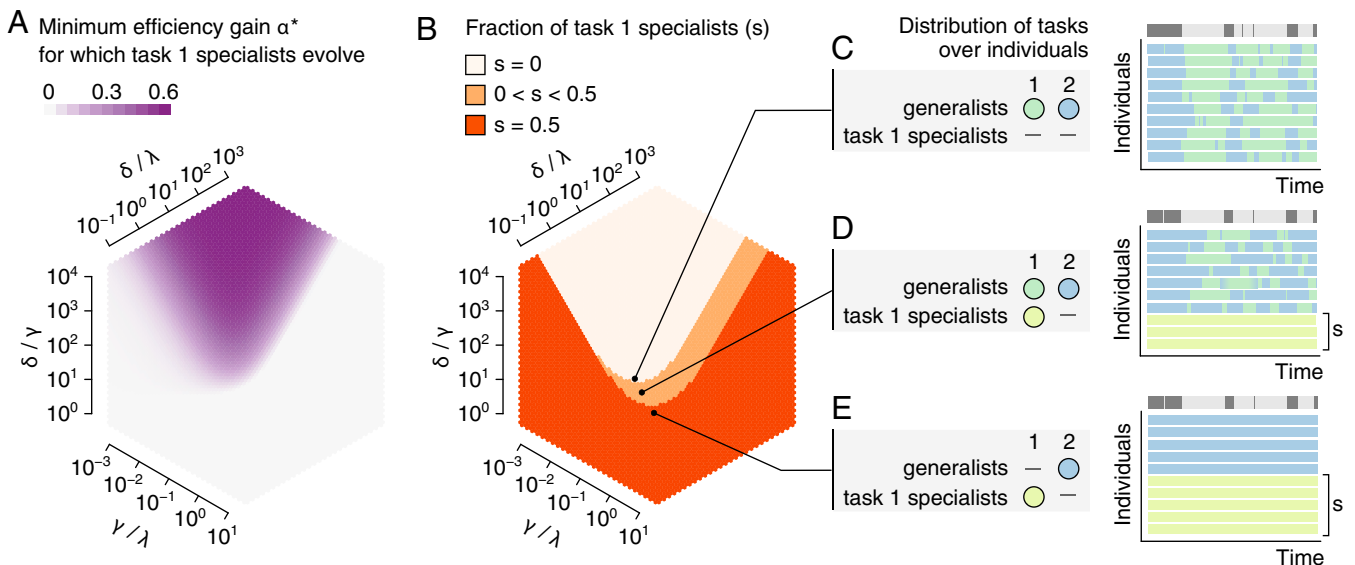 A Minimum efficiency gain α*
for which task 1 specialists evolve
0 0.3 0.6
δ / λ
10⁻¹ 10⁰ 10¹ 10² 10³
δ / γ
10⁴
10³
10²
10¹
10⁰
10⁻³ 10⁻² 10⁻¹ 10⁰ 10¹
γ / λ
B Fraction of task 1 specialists (s)
s = 0
0 < s < 0.5
s = 0.5
δ / λ
10⁻¹ 10⁰ 10¹ 10² 10³
δ / γ
10⁴
10³
10²
10¹
10⁰
10⁻³ 10⁻² 10⁻¹ 10⁰ 10¹
γ / λ
Distribution of tasks
over individuals
C
1 2
generalists
task 1 specialists — —
Individuals
Time
D
1 2
generalists
task 1 specialists —
Individuals
s
Time
E
1 2
generalists —
task 1 specialists —
Individuals
s
Time